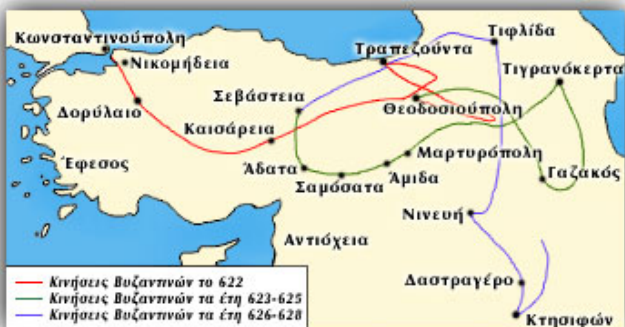 Κωνσταντινούπολη
Νικομήδεια
Τραπεζούντα
Τιφλίδα
Τιγρανόκερτα
Δορύλαιο
Σεβάστεια
Θεοδοσιούπολη
Καισάρεια
Έφεσος
Άδατα
Σαμόσατα
Άμιδα
Μαρτυρόπολη
Γαζακός
Νινευή
Αντιόχεια
Δαστραγέρο
Κτησιφών
Κινήσεις Βυζαντινών το 622
Κινήσεις Βυζαντινών τα έτη 623-625
Κινήσεις Βυζαντινών τα έτη 626-628